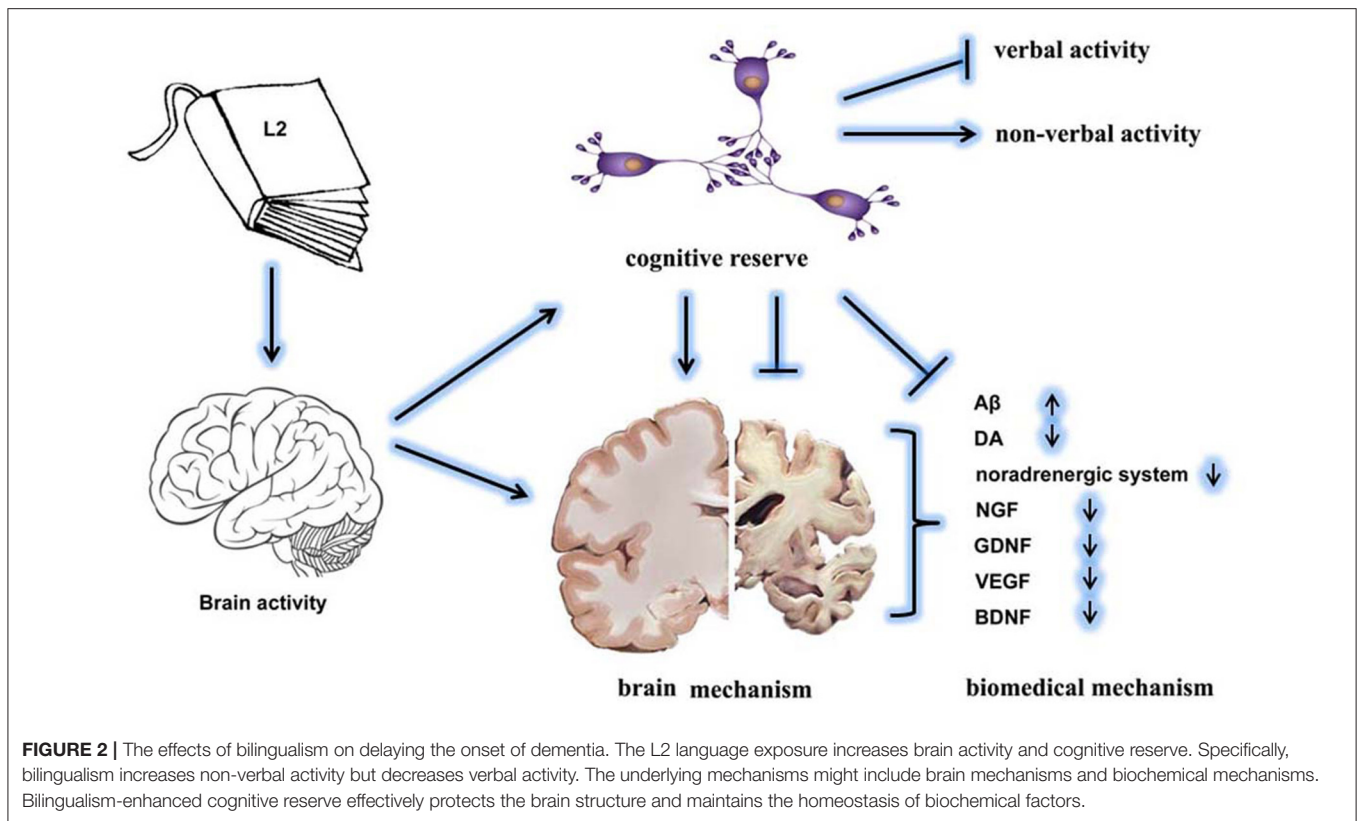 L2
verbal activity
non-verbal activity
cognitive reserve
Brain activity
Aβ ↑
DA ↓
noradrenergic system ↓
NGF ↓
GDNF ↓
VEGF ↓
BDNF ↓
brain mechanism
biomedical mechanism
FIGURE 2 | The effects of bilingualism on delaying the onset of dementia. The L2 language exposure increases brain activity and cognitive reserve. Specifically,
bilingualism increases non-verbal activity but decreases verbal activity. The underlying mechanisms might include brain mechanisms and biochemical mechanisms.
Bilingualism-enhanced cognitive reserve effectively protects the brain structure and maintains the homeostasis of biochemical factors.